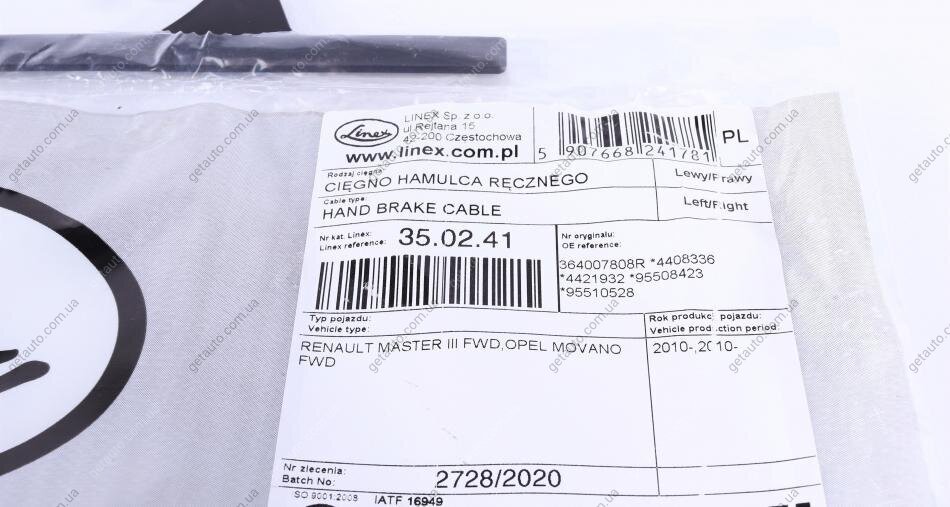 Linex
LINEX Sp. z o.o.
ul Rejtana 15
42-200 Częstochowa
www.linex.com.pl
5 907668 241781
PL
Rodzaj cięgna:
CIĘGNO HAMULCA RĘCZNEGO
Lewy/Prawy
Cable type:
HAND BRAKE CABLE
Left/Right
Nr kat. Linex:
Linex reference:
35.02.41
Nr oryginału:
OE reference:
364007808R *4408336
*4421932 *95508423
*95510528
Typ pojazdu:
Vehicle type:
Rok produkcji pojazdu:
Vehicle production period:
RENAULT MASTER III FWD,OPEL MOVANO
FWD
2010-,2010-
Nr zlecenia:
Batch No:
2728/2020
ISO 9001:2008
IATF 16949
getauto.com.ua